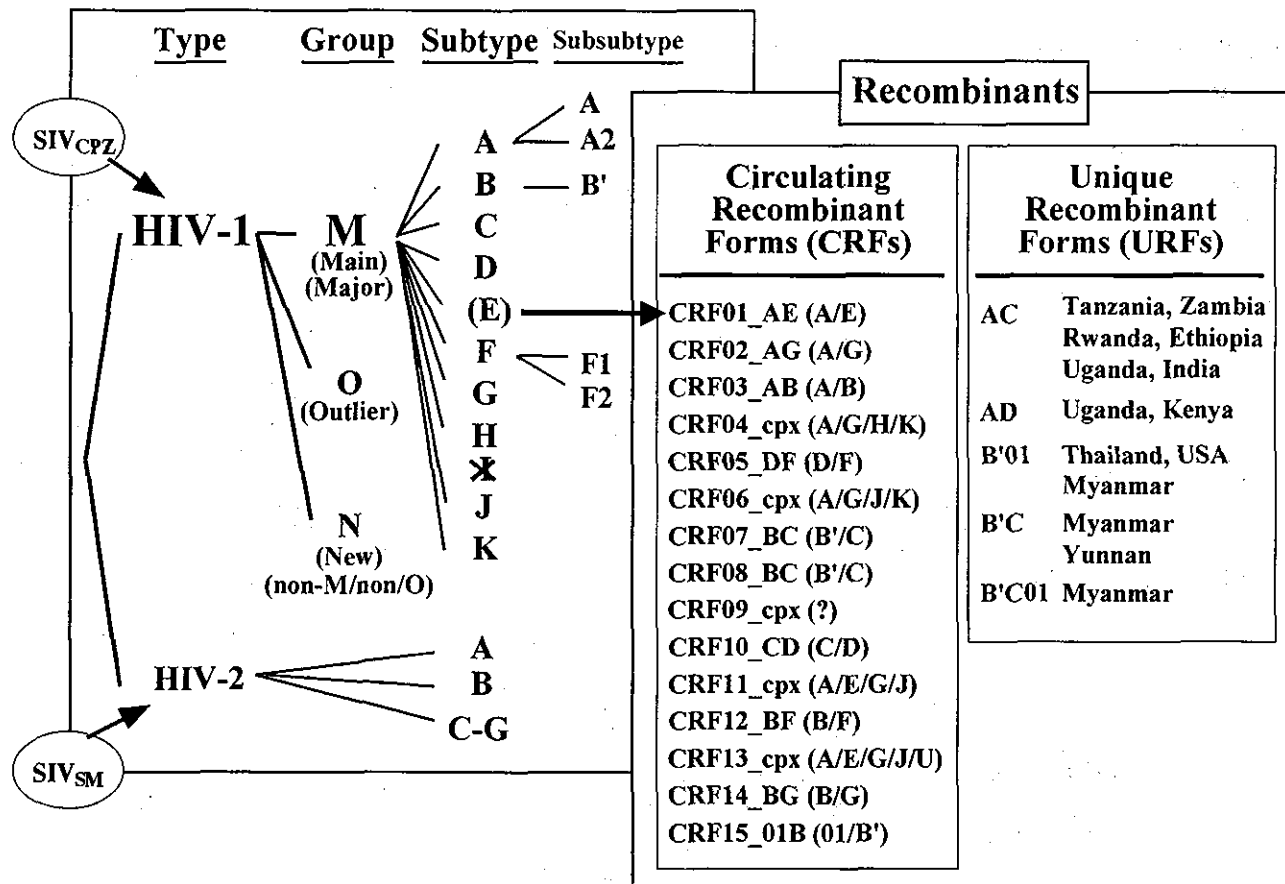 Type Group Subtype Subsubtype
SIVCPZ
HIV-1
M
(Main)
(Major)
O
(Outlier)
N
(New)
(non-M/non/O)
A
B
C
D
(E)
F
G
H
I
J
K
A
A2
B'
F1
F2
HIV-2
A
B
C-G
SIVSM
Recombinants
Circulating
Recombinant
Forms (CRFs)
CRF01_AE (A/E)
CRF02_AG (A/G)
CRF03_AB (A/B)
CRF04_cpx (A/G/H/K)
CRF05_DF (D/F)
CRF06_cpx (A/G/J/K)
CRF07_BC (B'/C)
CRF08_BC (B'/C)
CRF09_cpx (?)
CRF10_CD (C/D)
CRF11_cpx (A/E/G/J)
CRF12_BF (B/F)
CRF13_cpx (A/E/G/J/U)
CRF14_BG (B/G)
CRF15_01B (01/B')
Unique
Recombinant
Forms (URFs)
AC Tanzania, Zambia
Rwanda, Ethiopia
Uganda, India
AD Uganda, Kenya
B'01 Thailand, USA
Myanmar
B'C Myanmar
Yunnan
B'C01 Myanmar